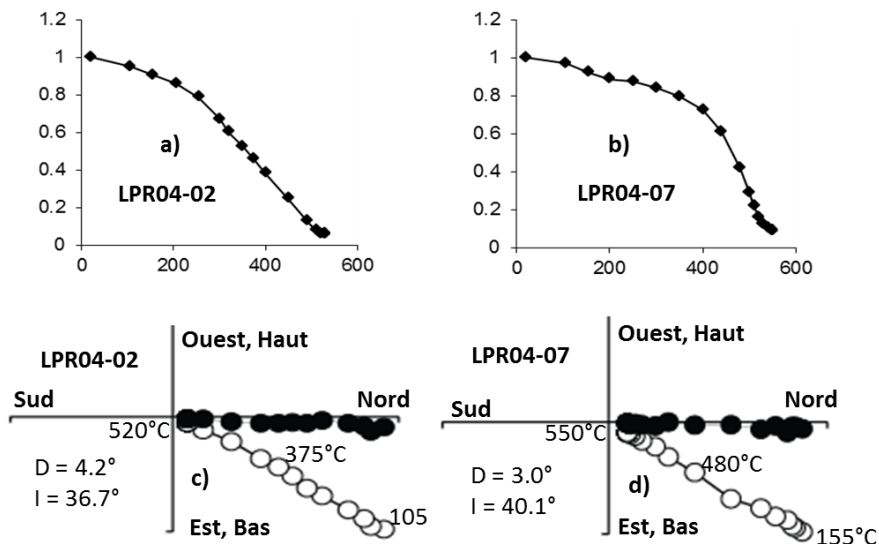 1.2
1
0.8
0.6
0.4
0.2
0
0
200
400
600
a)
LPR04-02
1.2
1
0.8
0.6
0.4
0.2
0
0
200
400
600
b)
LPR04-07
LPR04-02
Ouest, Haut
Sud
Nord
520°C
375°C
D = 4.2°
I = 36.7°
c)
105
Est, Bas
LPR04-07
Ouest, Haut
Sud
Nord
550°C
480°C
D = 3.0°
I = 40.1°
d)
Est, Bas
155°C